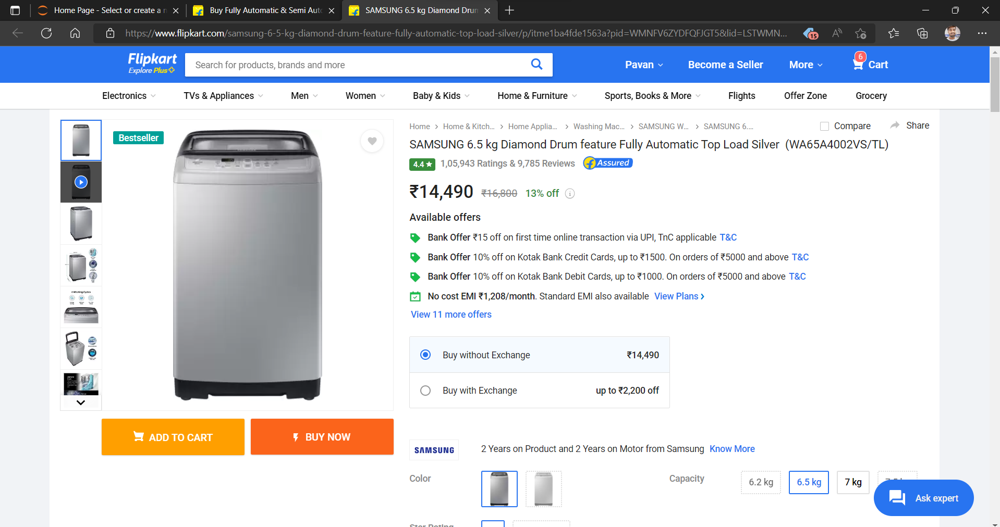 Home Page - Select or create a n
Buy Fully Automatic & Semi Auto
SAMSUNG 6.5 kg Diamond Drum
https://www.flipkart.com/samsung-6-5-kg-diamond-drum-feature-fully-automatic-top-load-silver/p/itme1ba4fde1563a?pid=WMNFV6ZYDFQFJGT5&lid=LSTWMN...
15
Flipkart
Explore Plus
Search for products, brands and more
Pavan
Become a Seller
More
6
Cart
Electronics
TVs & Appliances
Men
Women
Baby & Kids
Home & Furniture
Sports, Books & More
Flights
Offer Zone
Grocery
Bestseller
6 Washing Cycles
ADD TO CART
BUY NOW
Home > Home & Kitch... > Home Applia... > Washing Mac... > SAMSUNG W... > SAMSUNG 6....
Compare
Share
SAMSUNG 6.5 kg Diamond Drum feature Fully Automatic Top Load Silver (WA65A4002VS/TL)
4.4★ 1,05,943 Ratings & 9,785 Reviews Assured
₹14,490 ₹16,800 13% off
Available offers
Bank Offer ₹15 off on first time online transaction via UPI, TnC applicable T&C
Bank Offer 10% off on Kotak Bank Credit Cards, up to ₹1500. On orders of ₹5000 and above T&C
Bank Offer 10% off on Kotak Bank Debit Cards, up to ₹1000. On orders of ₹5000 and above T&C
No cost EMI ₹1,208/month. Standard EMI also available View Plans >
View 11 more offers
Buy without Exchange ₹14,490
Buy with Exchange up to ₹2,200 off
SAMSUNG
2 Years on Product and 2 Years on Motor from Samsung Know More
Color
Capacity
6.2 kg
6.5 kg
7 kg
Ask expert
Star Rating